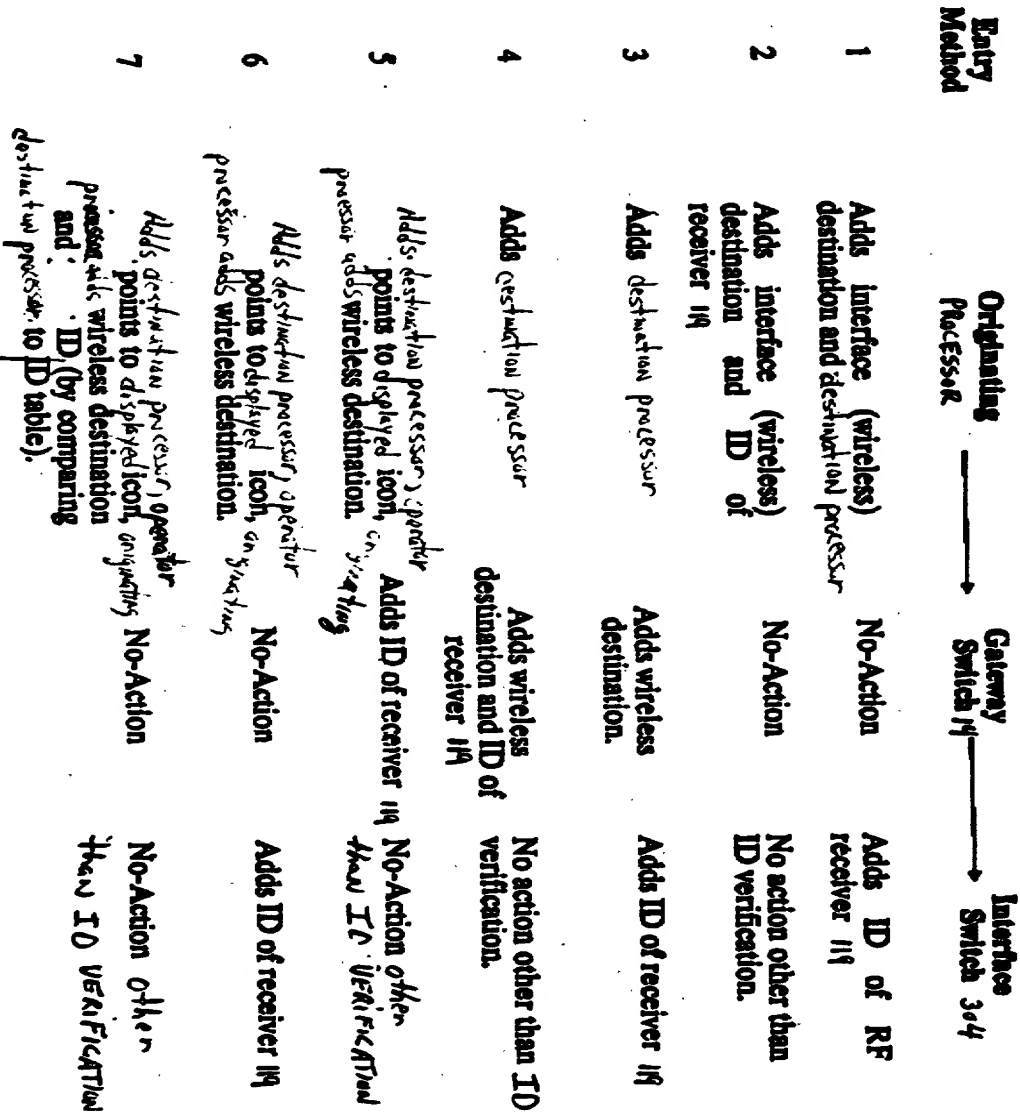 Entry
Method
Originating
PROCESSOR
Gateway
Switch 14
Interface
Switch 304
1
Adds interface (wireless)
destination and destination processor
No-Action
Adds ID of RF
receiver 119
2
Adds interface (wireless)
destination and ID of
receiver 119
No-Action
No action other than
ID verification.
3
Adds destination processor
Adds wireless
destination.
Adds ID of receiver 119
4
Adds destination processor
Adds wireless
destination and ID of
receiver 119
No action other than ID
verification.
5
Adds destination processor, operator
points to displayed icon, originating
processor adds wireless destination.
Adds ID of receiver 119
No-Action other
than ID VERIFICATION
6
Adds destination processor, operator
points to displayed icon, originating
processor adds wireless destination.
No-Action
Adds ID of receiver 119
7
Adds destination processor, operator
points to displayed icon, originating
processor adds wireless destination
and ID (by comparing
destination processor to ID table).
No-Action
No-Action other
than ID VERIFICATION